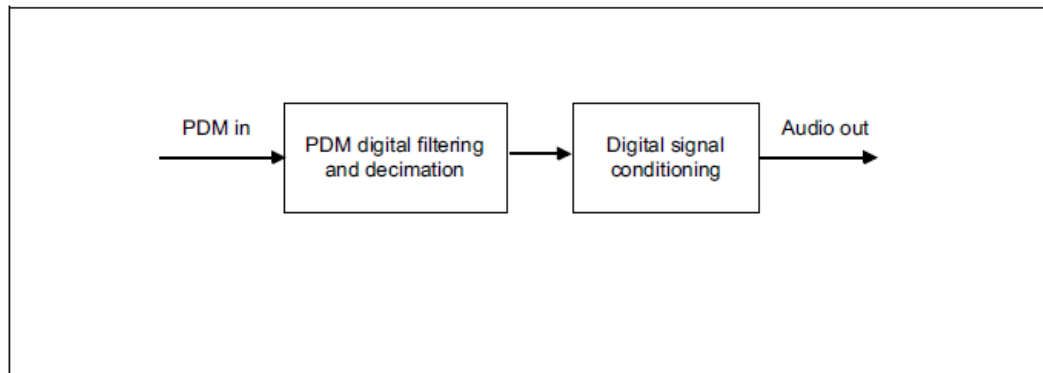 PDM in
PDM digital filtering
and decimation
Digital signal
conditioning
Audio out